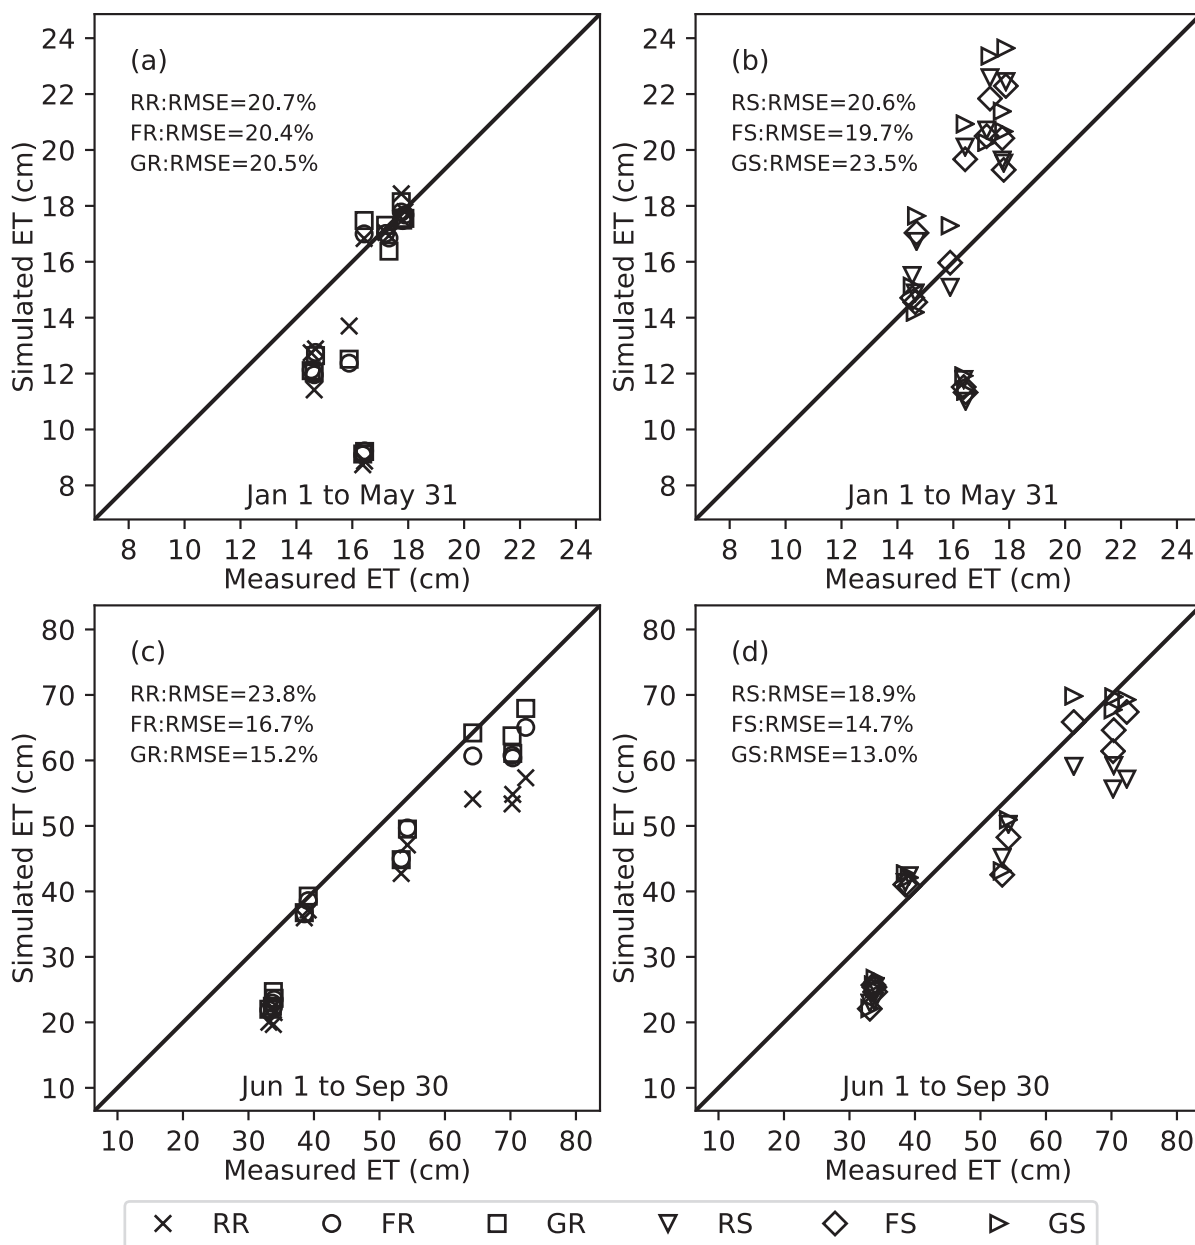 (a)
RR:RMSE=20.7%
FR:RMSE=20.4%
GR:RMSE=20.5%
Jan 1 to May 31
24
22
20
18
16
14
12
10
8
Simulated ET (cm)
8 10 12 14 16 18 20 22 24
Measured ET (cm)
(b)
RS:RMSE=20.6%
FS:RMSE=19.7%
GS:RMSE=23.5%
Jan 1 to May 31
24
22
20
18
16
14
12
10
8
Simulated ET (cm)
8 10 12 14 16 18 20 22 24
Measured ET (cm)
(c)
RR:RMSE=23.8%
FR:RMSE=16.7%
GR:RMSE=15.2%
Jun 1 to Sep 30
80
70
60
50
40
30
20
10
Simulated ET (cm)
10 20 30 40 50 60 70 80
Measured ET (cm)
(d)
RS:RMSE=18.9%
FS:RMSE=14.7%
GS:RMSE=13.0%
Jun 1 to Sep 30
80
70
60
50
40
30
20
10
Simulated ET (cm)
10 20 30 40 50 60 70 80
Measured ET (cm)
RR FR GR RS FS GS